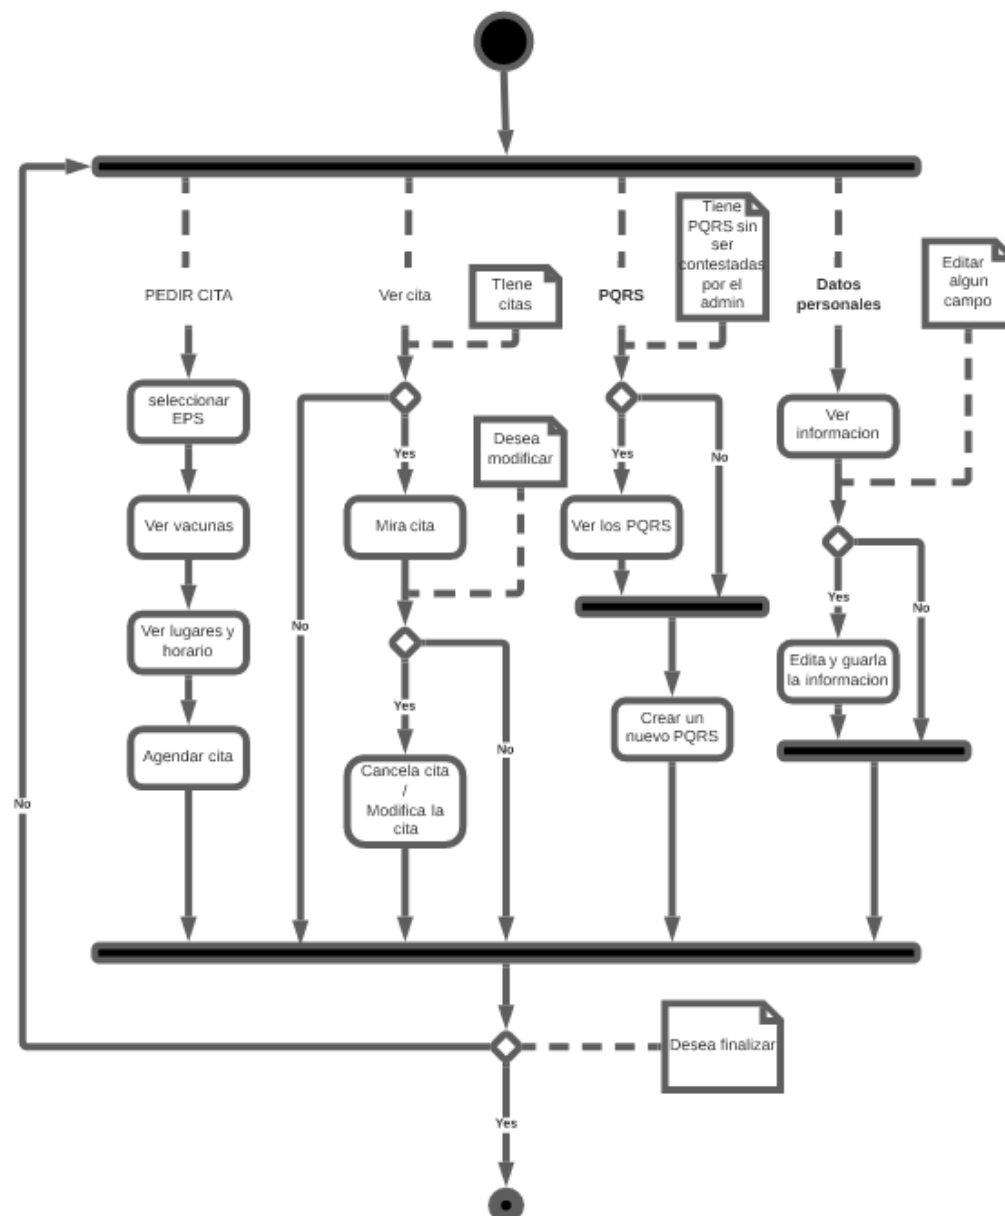 PEDIR CITA
seleccionar
EPS
Ver vacunas
Ver lugares y
horario
Agendar cita
Ver cita
TIene
citas
No
Yes
Mira cita
Desea
modificar
Yes
No
Cancela cita
/
Modifica la
cita
PQRS
Tiene
PQRS sin
ser
contestadas
por el
admin
Yes
No
Ver los PQRS
Crear un
nuevo PQRS
Datos
personales
Editar
algun
campo
Ver
informacion
Yes
No
Edita y guarla
la informacion
No
Desea finalizar
Yes